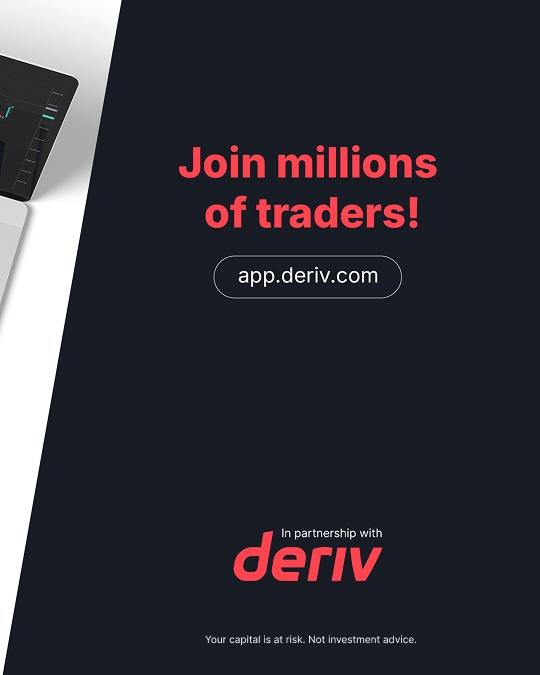 Join millions
of traders!
app.deriv.com
In partnership with
deriv
Your capital is at risk. Not investment advice.